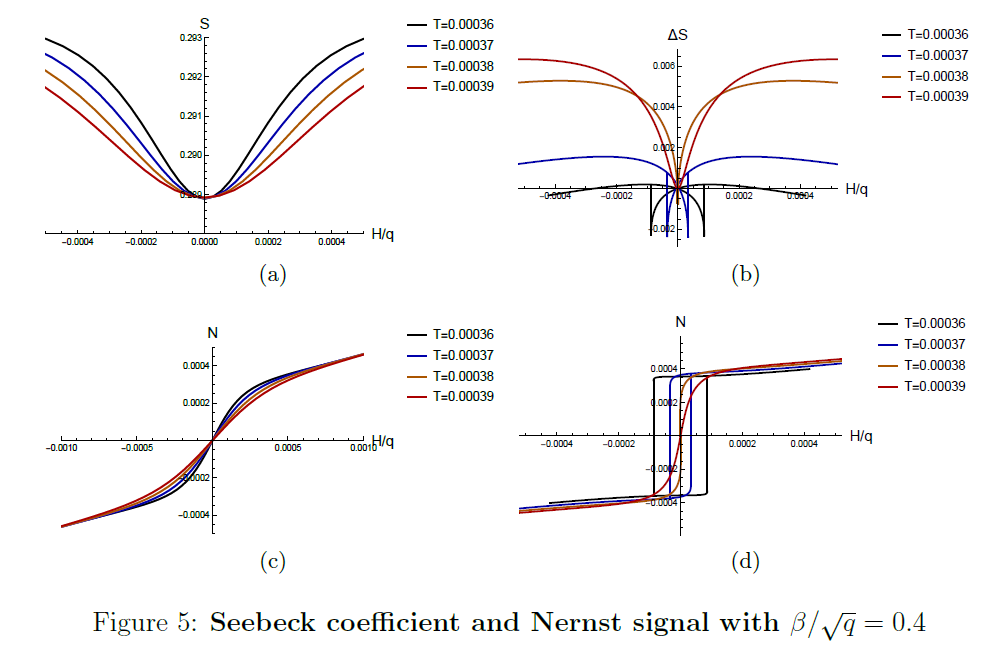 S
0.293
0.292
0.291
0.290
0.289
−0.0004 −0.0002 0.0000 0.0002 0.0004
H/q
T=0.00036
T=0.00037
T=0.00038
T=0.00039
(a)
ΔS
0.006
0.004
0.002
−0.002
−0.0004 −0.0002 0.0002 0.0004
H/q
T=0.00036
T=0.00037
T=0.00038
T=0.00039
(b)
N
0.0004
0.0002
−0.0002
−0.0004
−0.0010 −0.0005 0.0005 0.0010
H/q
T=0.00036
T=0.00037
T=0.00038
T=0.00039
(c)
N
0.0004
0.0002
−0.0002
−0.0004
−0.0004 −0.0002 0.0002 0.0004
H/q
T=0.00036
T=0.00037
T=0.00038
T=0.00039
(d)
Figure 5: Seebeck coefficient and Nernst signal with β/√q = 0.4